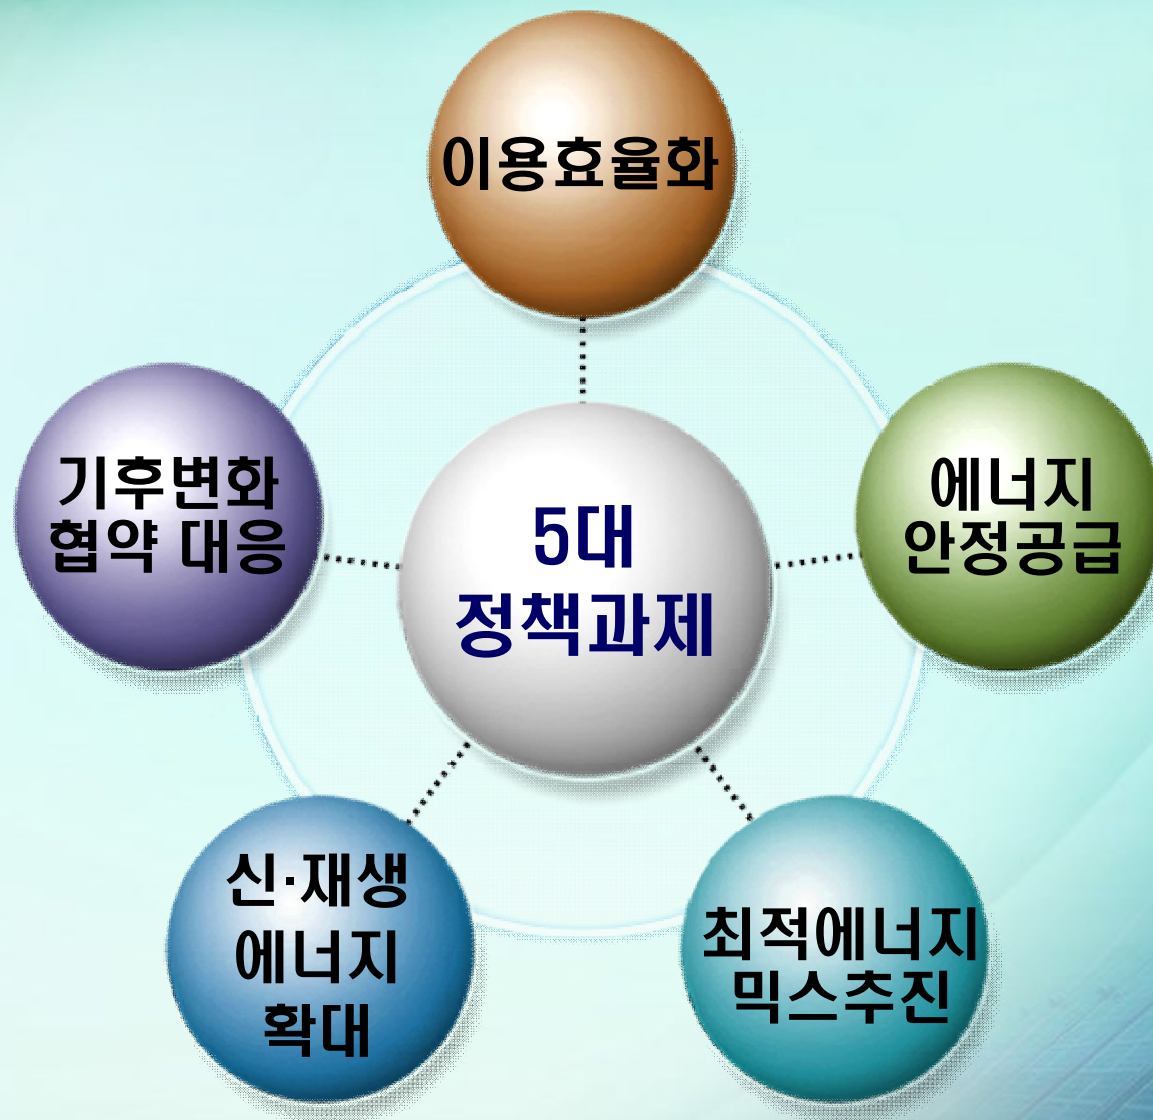 이용효율화
기후변화
협약 대응
에너지
안정공급
5대
정책과제
신·재생
에너지
확대
최적에너지
믹스추진